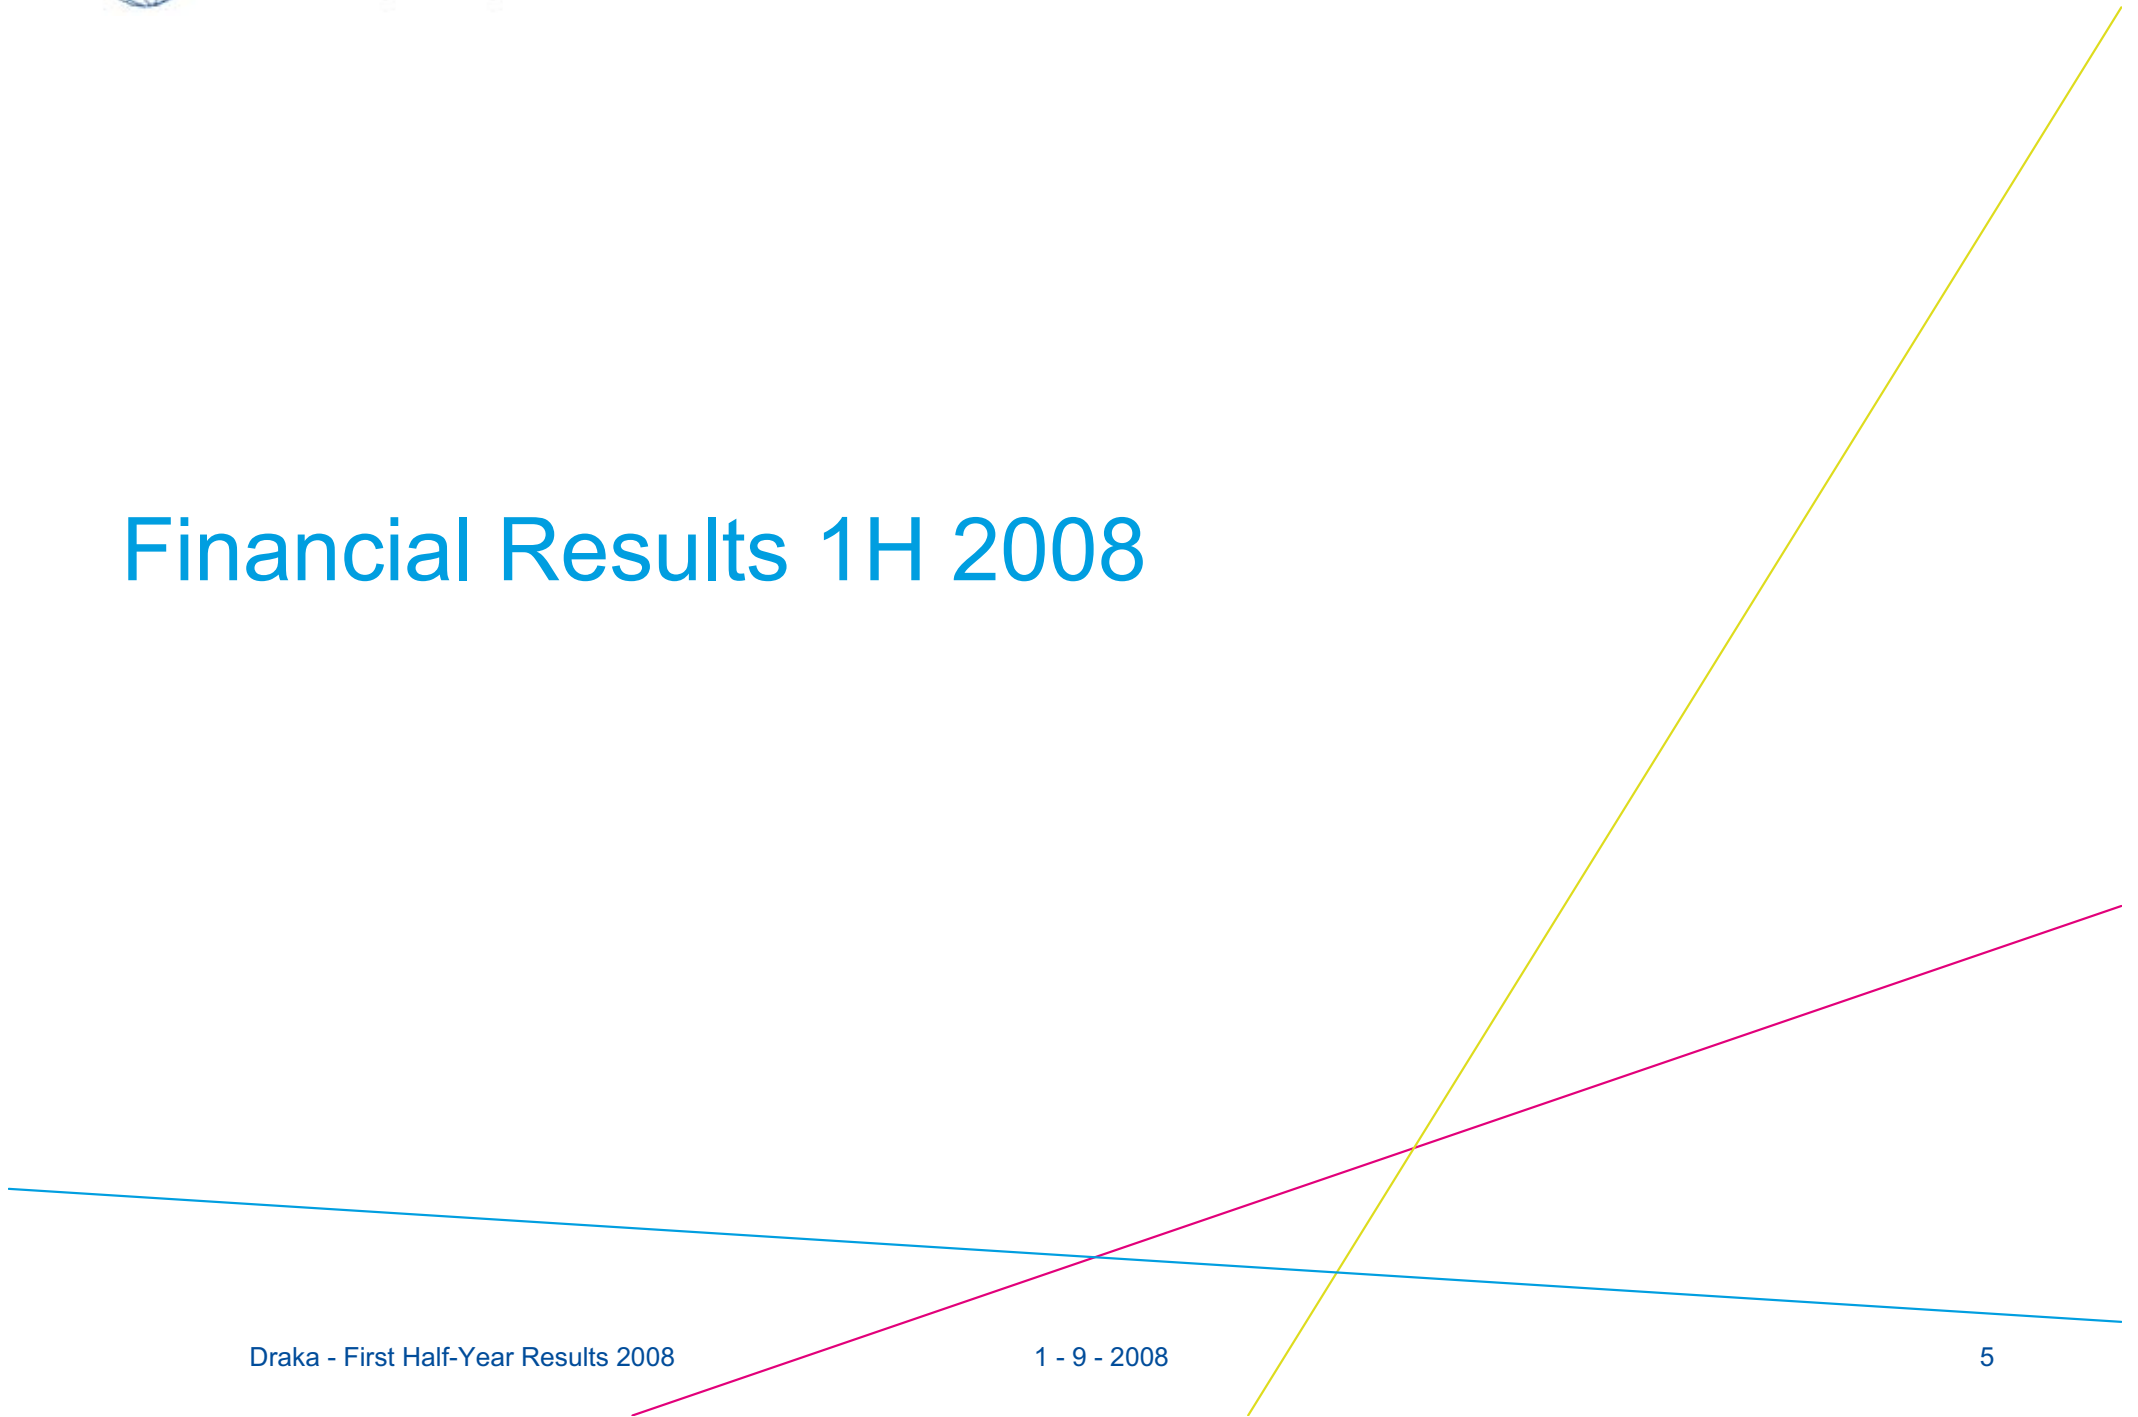 Financial Results 1H 2008
Draka - First Half-Year Results 2008
1 - 9 - 2008
5